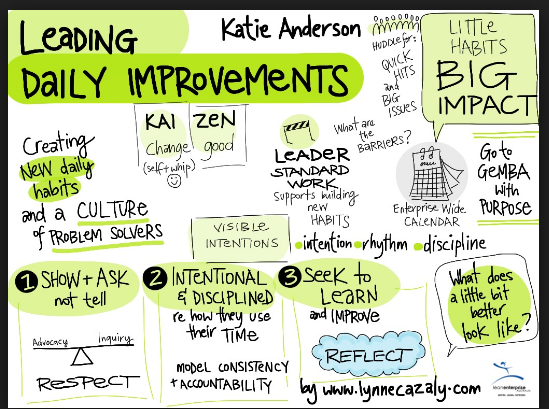 LEADING
DAILY IMPROVEMENTS
Katie Anderson
HUDDLE for:
QUICK
HITS
and
BIG
ISSUES
LITTLE
HABITS
BIG
IMPACT
KAI ZEN
change good
(self + whip)
Creating
NEW daily
habits
and a CULTURE
of PROBLEM SOLVERS
LEADER
STANDARD
WORK
Supports building
new
HABITS
What are
the
BARRIERS?
Enterprise Wide
CALENDAR
Go to
GEMBA
with
PURPOSE
VISIBLE
INTENTIONS
intention rhythm discipline
1 SHOW + ASK
not tell
Advocacy Inquiry
RESPECT
2 INTENTIONAL
& DISCIPLINED
re how they use
their TIME
MODEL CONSISTENCY
+ ACCOUNTABILITY
3 SEEK to
LEARN
and IMPROVE
REFLECT
What does
a little bit
better
look like?
by www.lynnecazaly.com
leanenterprise